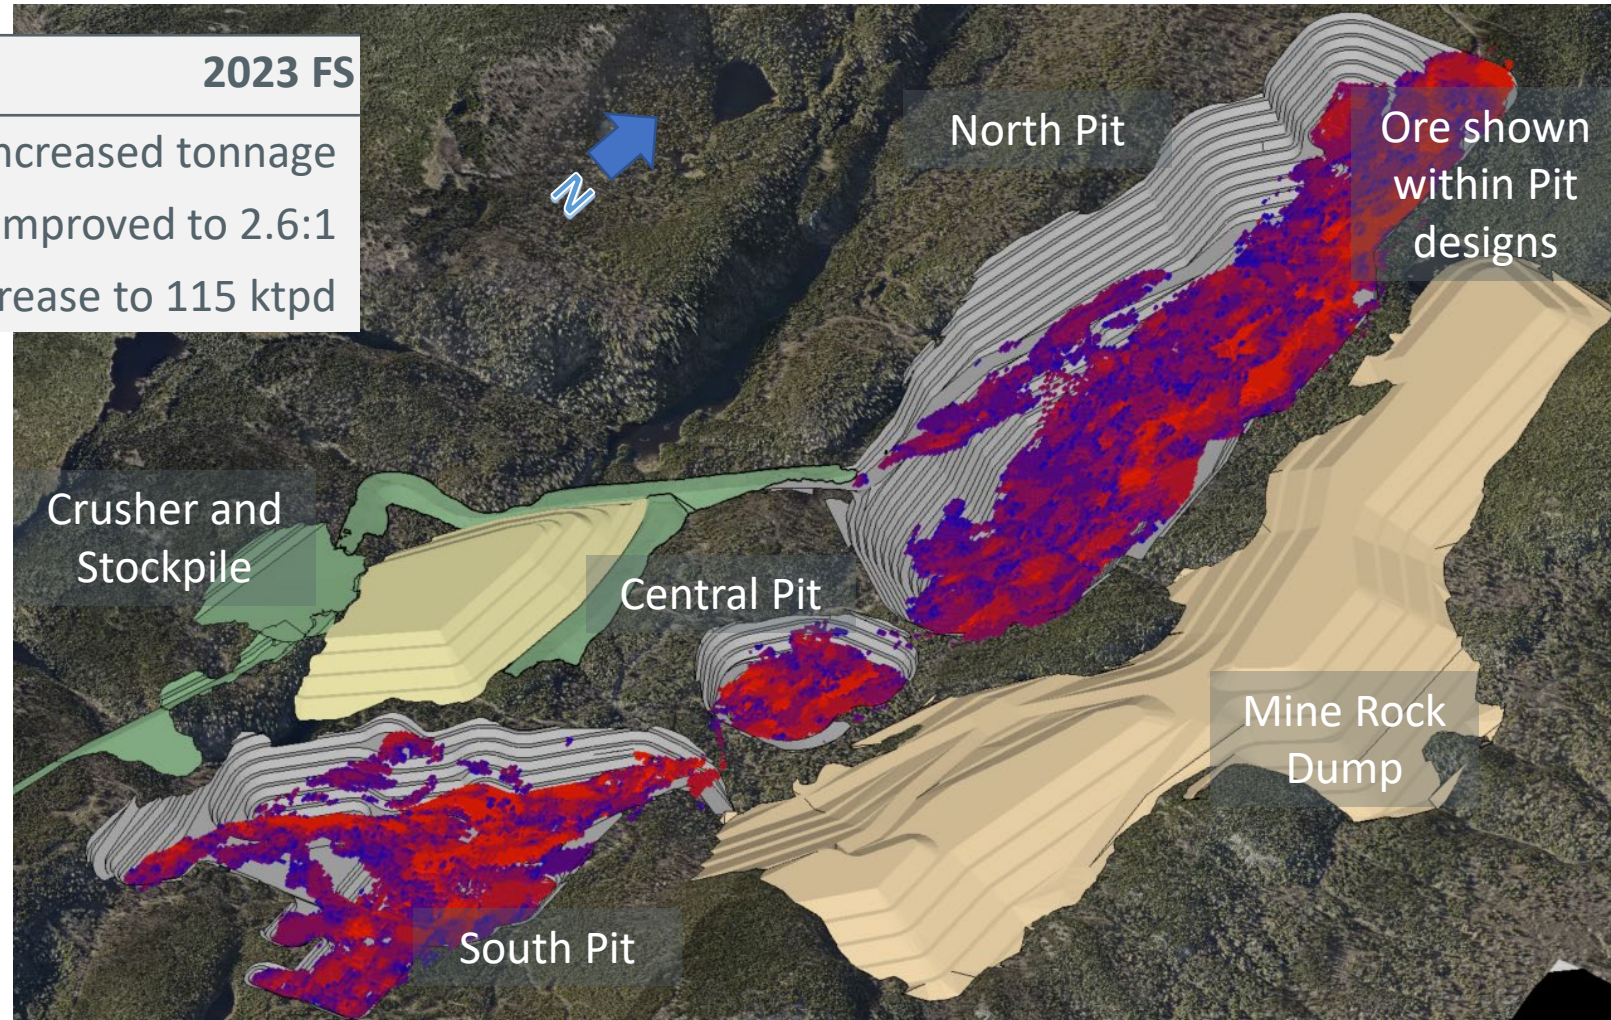 2023 FS
ncreased tonnage
mproved to 2.6:1
rease to 115 ktpd
N
North Pit
Ore shown
within Pit
designs
Crusher and
Stockpile
Central Pit
Mine Rock
Dump
South Pit